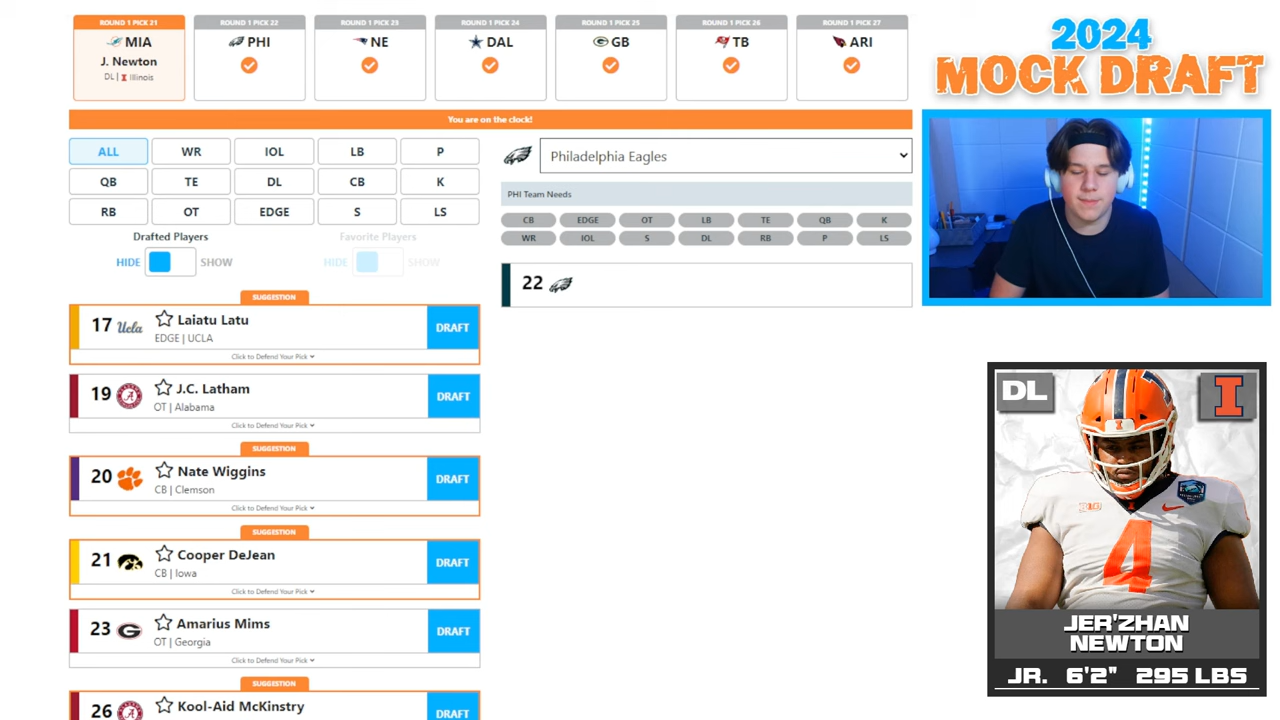 ROUND 1 PICK 21
MIA
J. Newton
DL | I Illinois
ROUND 1 PICK 22
PHI
ROUND 1 PICK 23
NE
ROUND 1 PICK 24
DAL
ROUND 1 PICK 25
GB
ROUND 1 PICK 26
TB
ROUND 1 PICK 27
ARI
2024
MOCK DRAFT
You are on the clock!
ALL WR IOL LB P
QB TE DL CB K
RB OT EDGE S LS
Drafted Players
HIDE SHOW
Favorite Players
HIDE SHOW
Philadelphia Eagles
PHI Team Needs
CB EDGE OT LB TE QB K
WR IOL S DL RB P LS
22
SUGGESTION
17 Ucla Laiatu Latu
EDGE | UCLA
DRAFT
Click to Defend Your Pick
19 J.C. Latham
OT | Alabama
DRAFT
Click to Defend Your Pick
SUGGESTION
20 Nate Wiggins
CB | Clemson
DRAFT
Click to Defend Your Pick
SUGGESTION
21 Cooper DeJean
CB | Iowa
DRAFT
Click to Defend Your Pick
23 G Amarius Mims
OT | Georgia
DRAFT
Click to Defend Your Pick
SUGGESTION
26 Kool-Aid McKinstry
DRAFT
DL
I
B1G
4
JER'ZHAN
NEWTON
JR. 6'2" 295 LBS